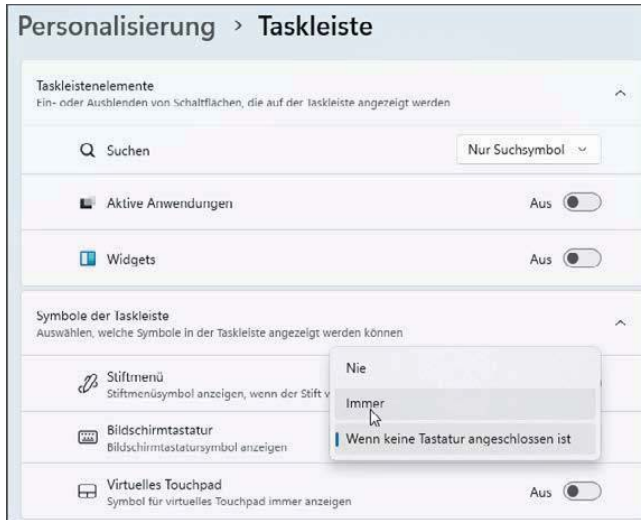 Personalisierung > Taskleiste
Taskleistenelemente
Ein- oder Ausblenden von Schaltflächen, die auf der Taskleiste angezeigt werden
Suchen
Nur Suchsymbol
Aktive Anwendungen
Aus
Widgets
Aus
Symbole der Taskleiste
Auswählen, welche Symbole in der Taskleiste angezeigt werden können
Stiftmenü
Stiftmenüsymbol anzeigen, wenn der Stift v
Nie
Immer
Wenn keine Tastatur angeschlossen ist
Bildschirmtastatur
Bildschirmtastatursymbol anzeigen
Virtuelles Touchpad
Symbol für virtuelles Touchpad immer anzeigen
Aus